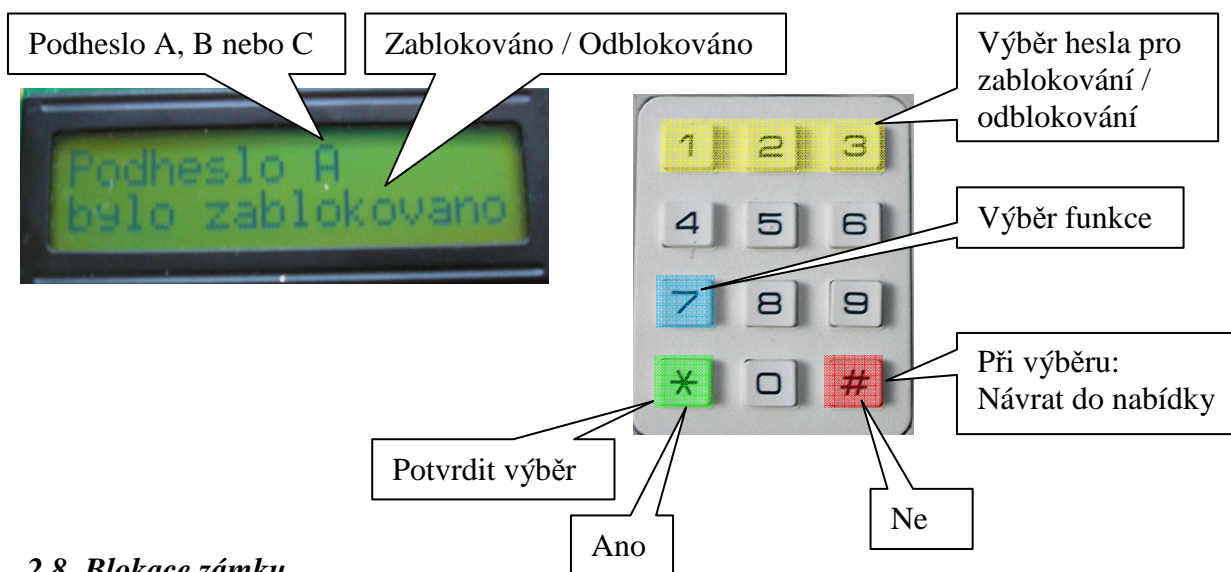 Podheslo A, B nebo C
Zablokováno / Odblokováno
Výběr hesla pro
zablokování /
odblokování
Podheslo A
bylo zablokovano
1 2 3
4 5 6
Výběr funkce
7 8 9
Při výběru:
Návrat do nabídky
* 0 #
Potvrdit výběr
Ne
Ano
2.8 Blokace zámku